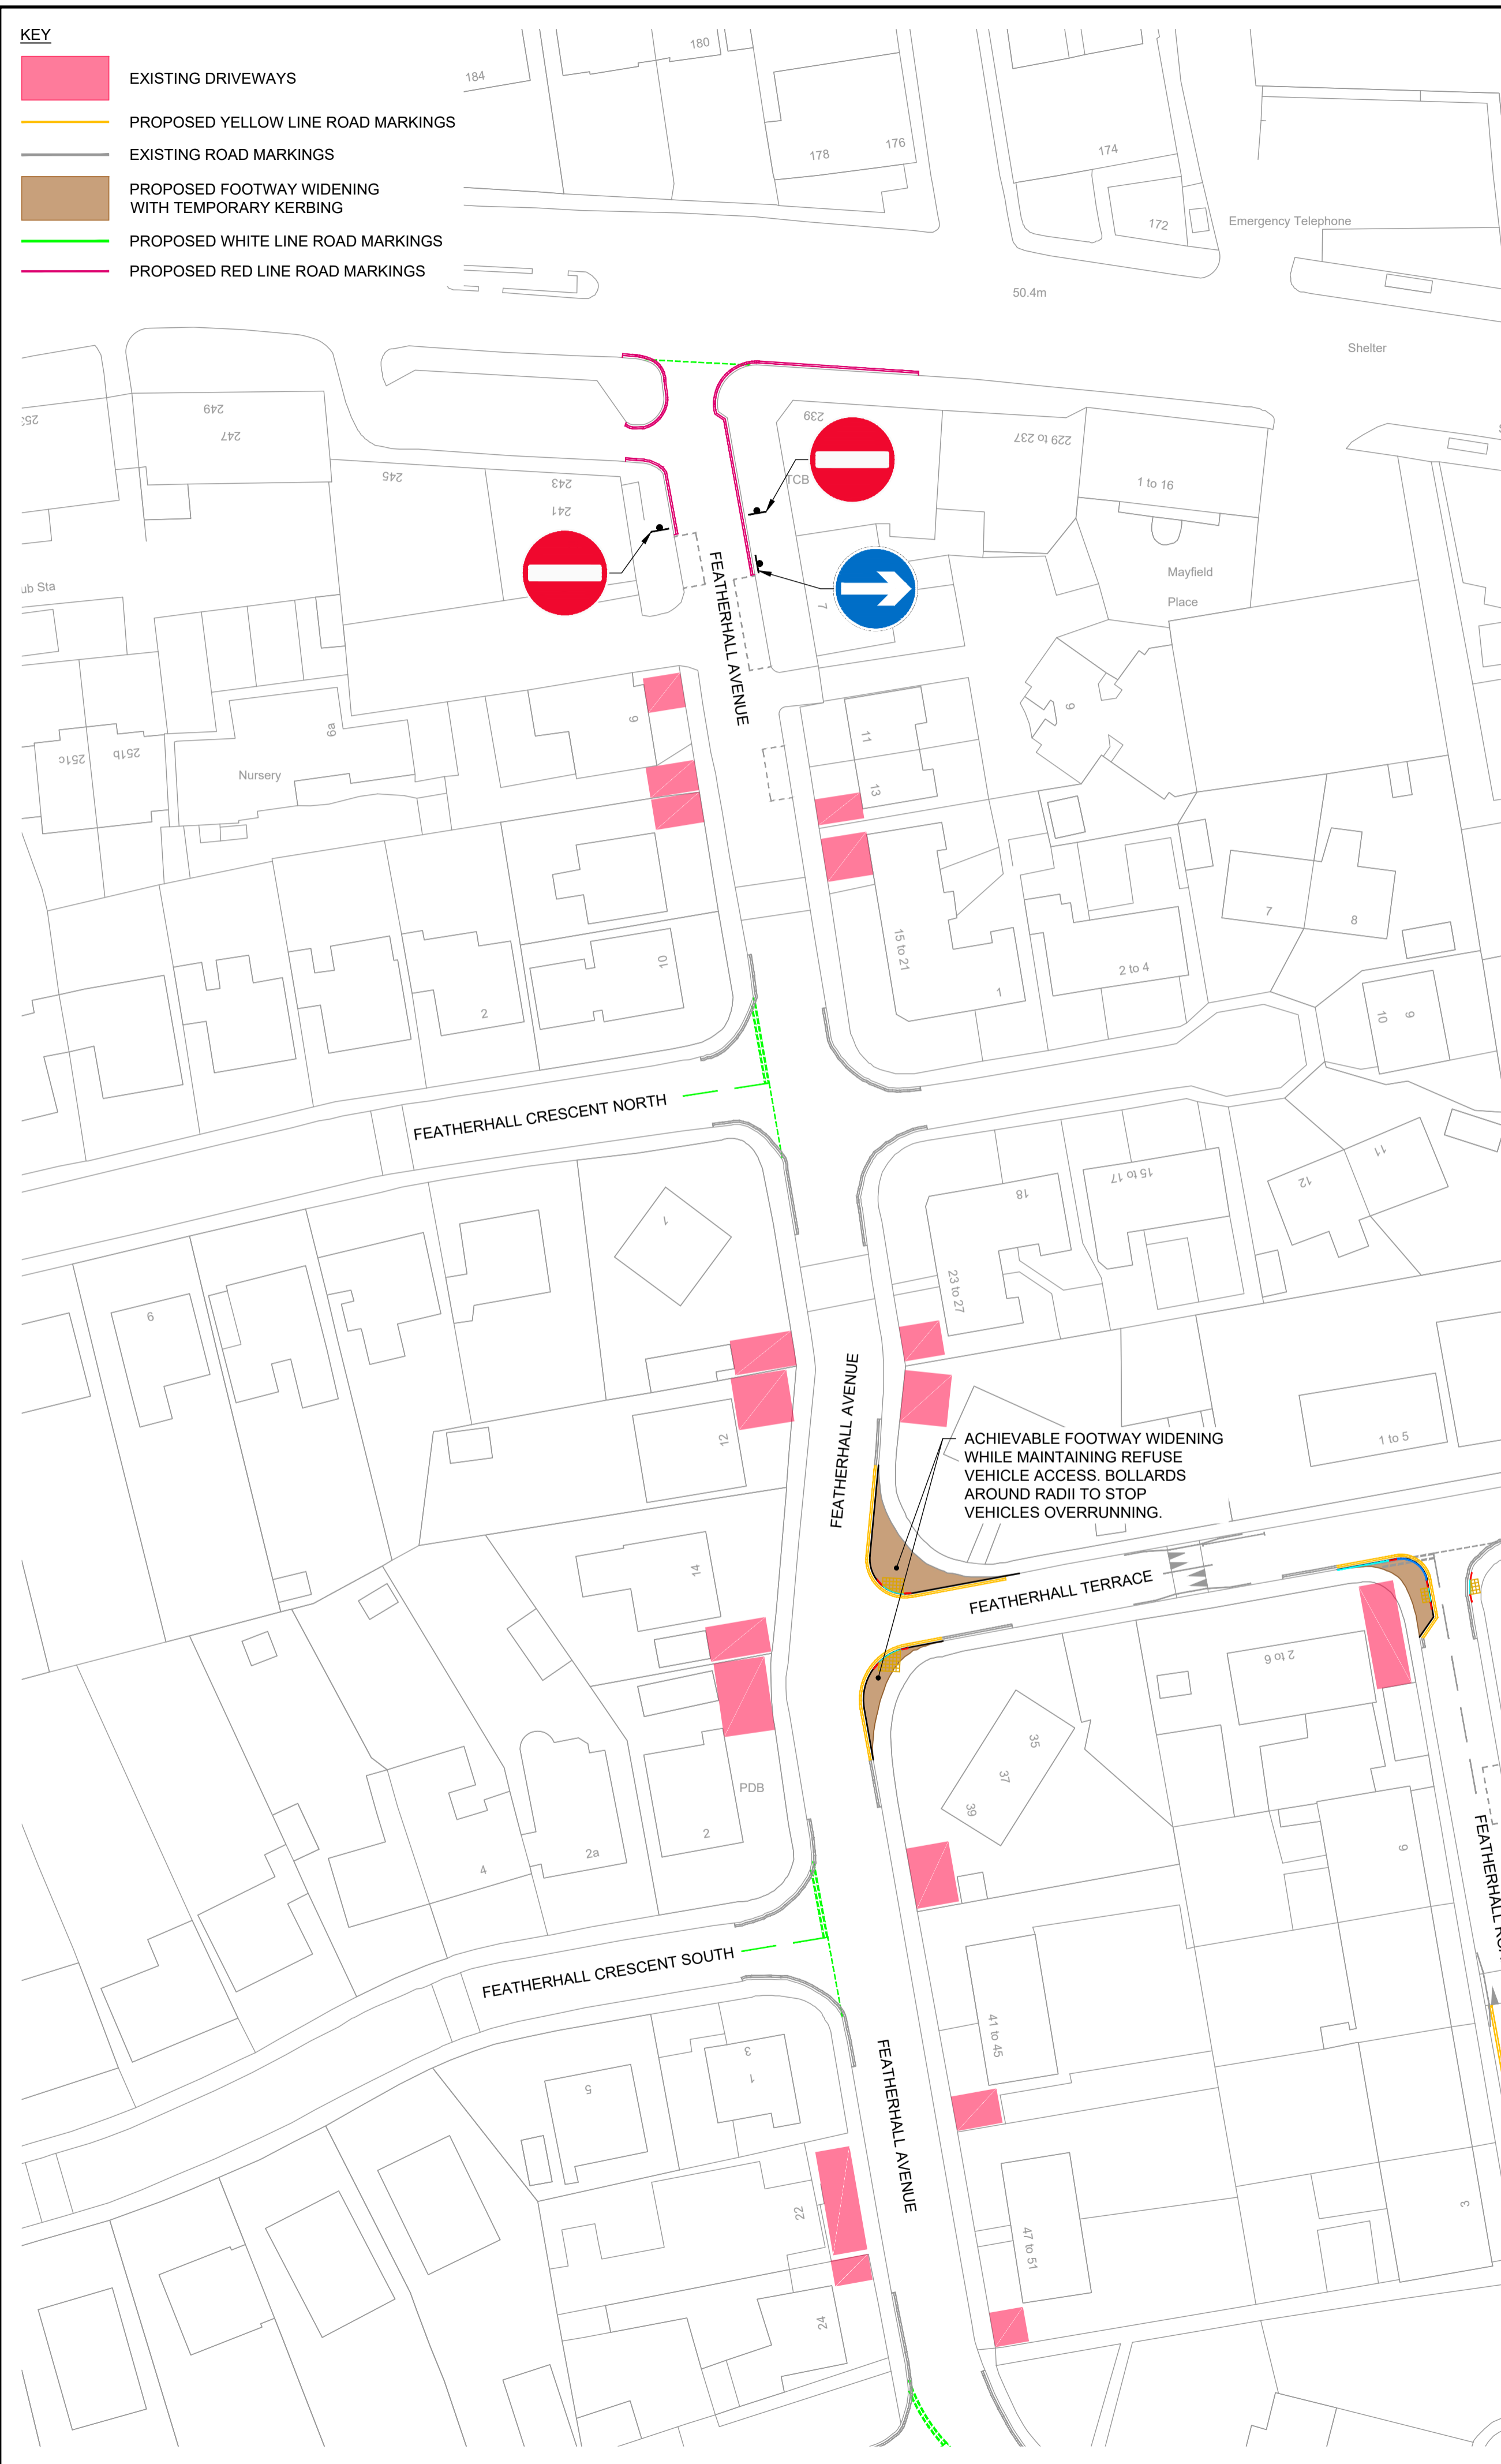 KEY
EXISTING DRIVEWAYS
PROPOSED YELLOW LINE ROAD MARKINGS
EXISTING ROAD MARKINGS
PROPOSED FOOTWAY WIDENING
WITH TEMPORARY KERBING
PROPOSED WHITE LINE ROAD MARKINGS
PROPOSED RED LINE ROAD MARKINGS
184
180
178
176
174
172
Emergency Telephone
50.4m
Shelter
249
247
245
243
241
239
TCB
229 to 237
1 to 16
Mayfield
Place
FEATHERHALL AVENUE
7
9
11
13
6
6a
Nursery
251c
251b
15 to 21
1
2 to 4
7
8
10
9
10
2
FEATHERHALL CRESCENT NORTH
1
18
15 to 17
12
11
23 to 27
9
12
14
FEATHERHALL AVENUE
ACHIEVABLE FOOTWAY WIDENING
WHILE MAINTAINING REFUSE
VEHICLE ACCESS. BOLLARDS
AROUND RADII TO STOP
VEHICLES OVERRUNNING.
1 to 5
FEATHERHALL TERRACE
2 to 6
35
37
39
PDB
2
2a
4
9
FEATHERHALL CRESCENT SOUTH
3
1
5
41 to 45
FEATHERHALL AVENUE
22
24
47 to 51
3